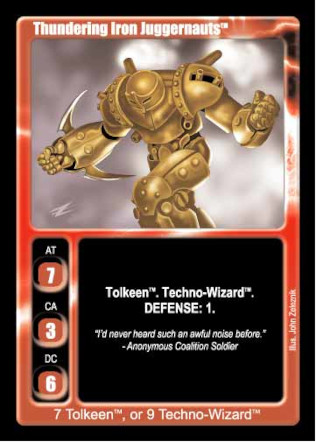 Thundering Iron Juggernauts™
AT
7
CA
3
DC
6
Tolkeen™. Techno-Wizard™.
DEFENSE: 1.
"I'd never heard such an awful noise before."
- Anonymous Coalition Soldier
Illus. John Zeleznik
7 Tolkeen™, or 9 Techno-Wizard™